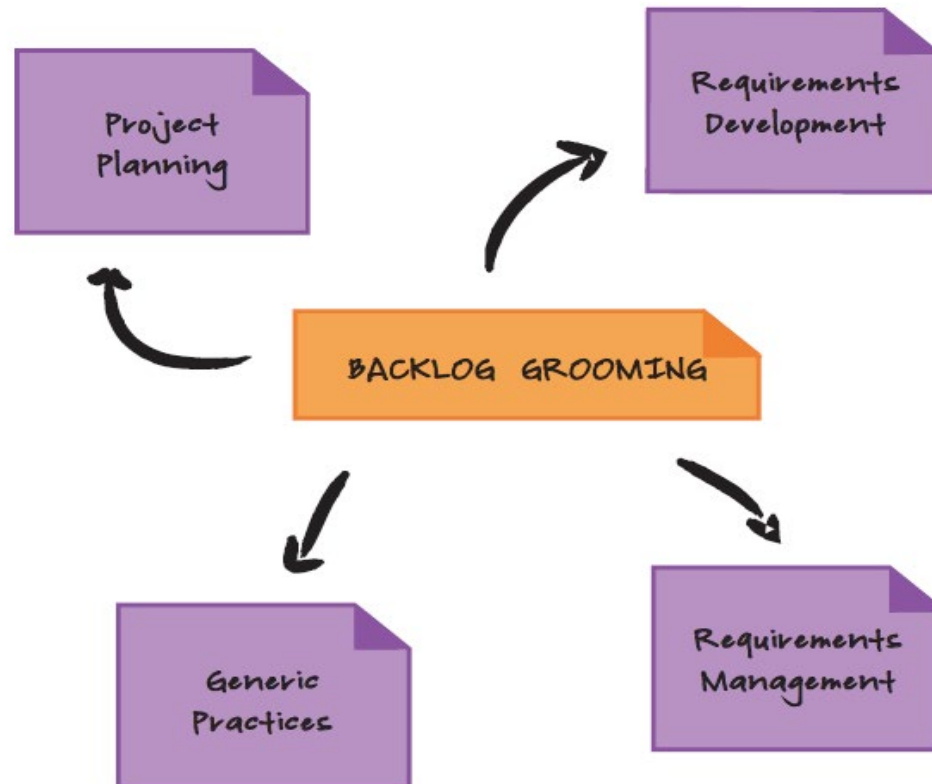 Project
Planning
Requirements
Development
BACKLOG GROOMING
Generic
Practices
Requirements
Management